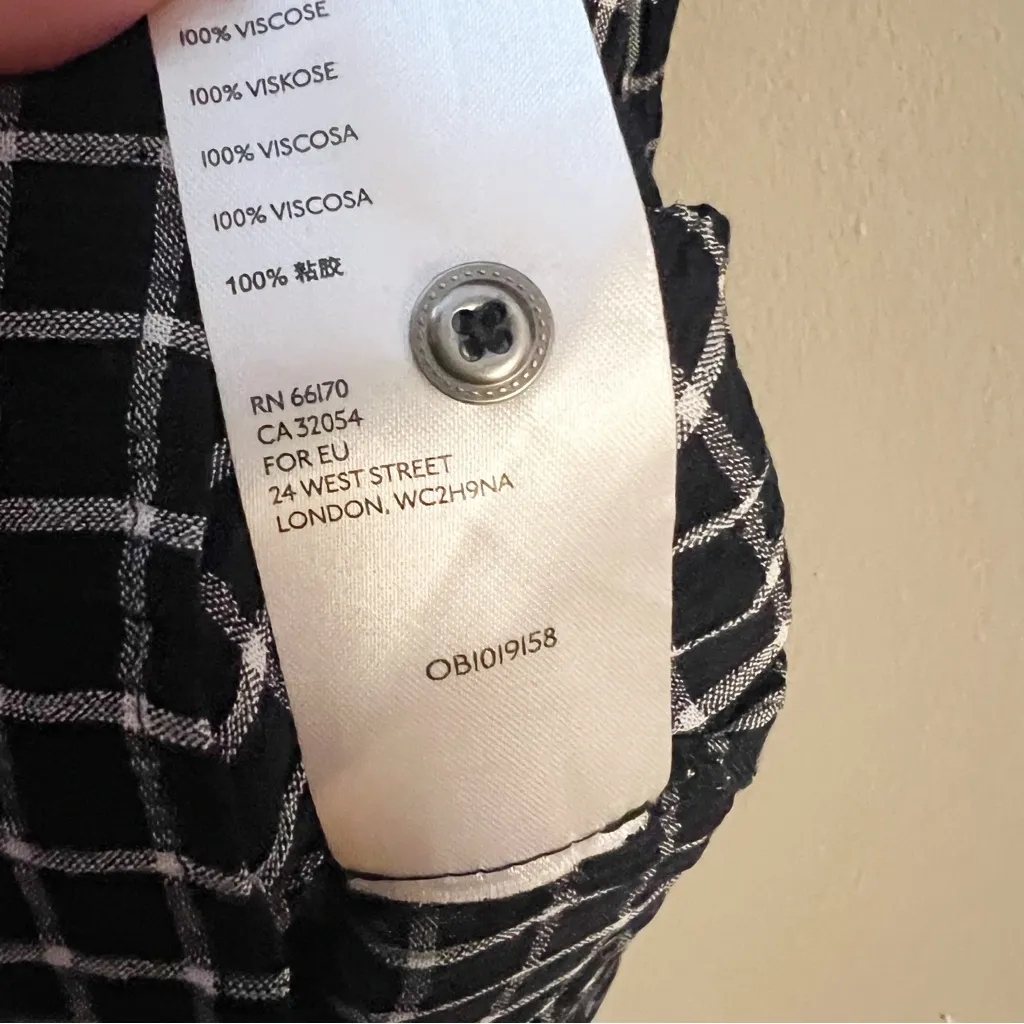 100% VISCOSE
100% VISKOSE
100% VISCOSA
100% VISCOSA
100% 粘胶
RN 66170
CA 32054
FOR EU
24 WEST STREET
LONDON, WC2H9NA
OB1019158